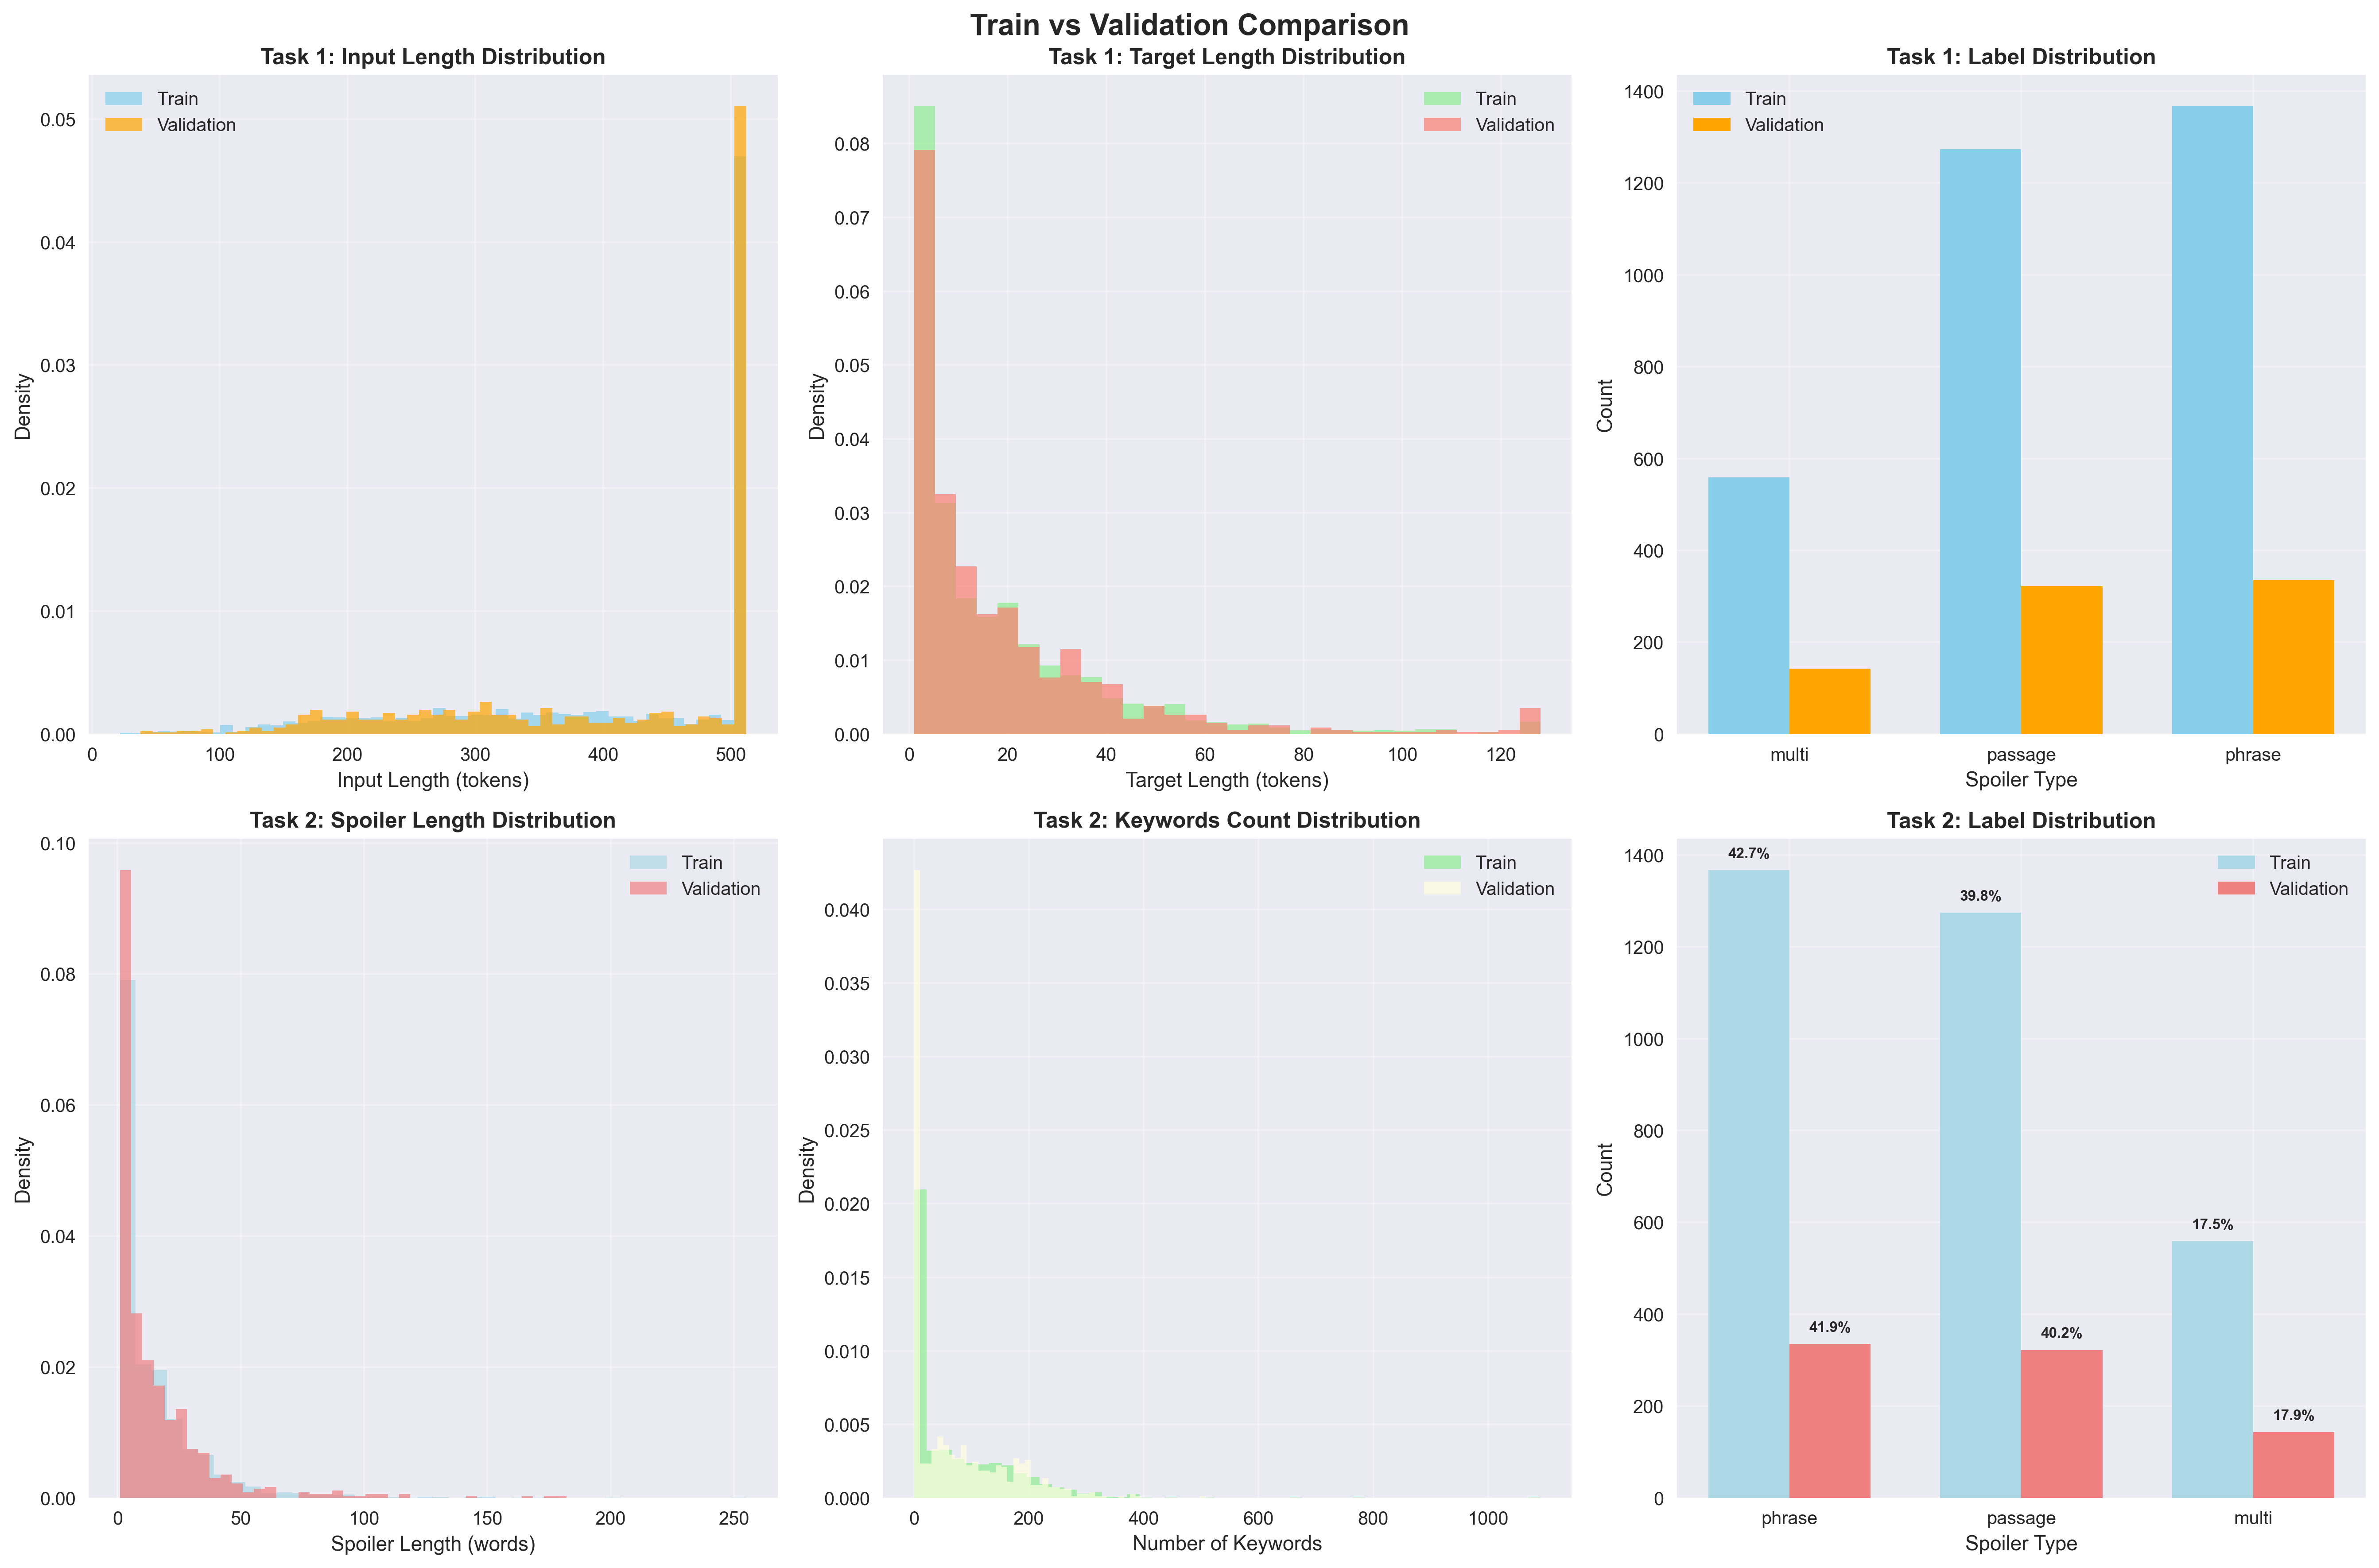 Train vs Validation Comparison
Task 1: Input Length Distribution
Train
Validation
Density
0.05
0.04
0.03
0.02
0.01
0.00
0 100 200 300 400 500
Input Length (tokens)
Task 1: Target Length Distribution
Train
Validation
Density
0.08
0.07
0.06
0.05
0.04
0.03
0.02
0.01
0.00
0 20 40 60 80 100 120
Target Length (tokens)
Task 1: Label Distribution
Train
Validation
Count
1400
1200
1000
800
600
400
200
0
multi passage phrase
Spoiler Type
Task 2: Spoiler Length Distribution
Train
Validation
Density
0.10
0.08
0.06
0.04
0.02
0.00
0 50 100 150 200 250
Spoiler Length (words)
Task 2: Keywords Count Distribution
Train
Validation
Density
0.040
0.035
0.030
0.025
0.020
0.015
0.010
0.005
0.000
0 200 400 600 800 1000
Number of Keywords
Task 2: Label Distribution
Train
Validation
Count
1400
1200
1000
800
600
400
200
0
42.7%
41.9%
39.8%
40.2%
17.5%
17.9%
phrase passage multi
Spoiler Type